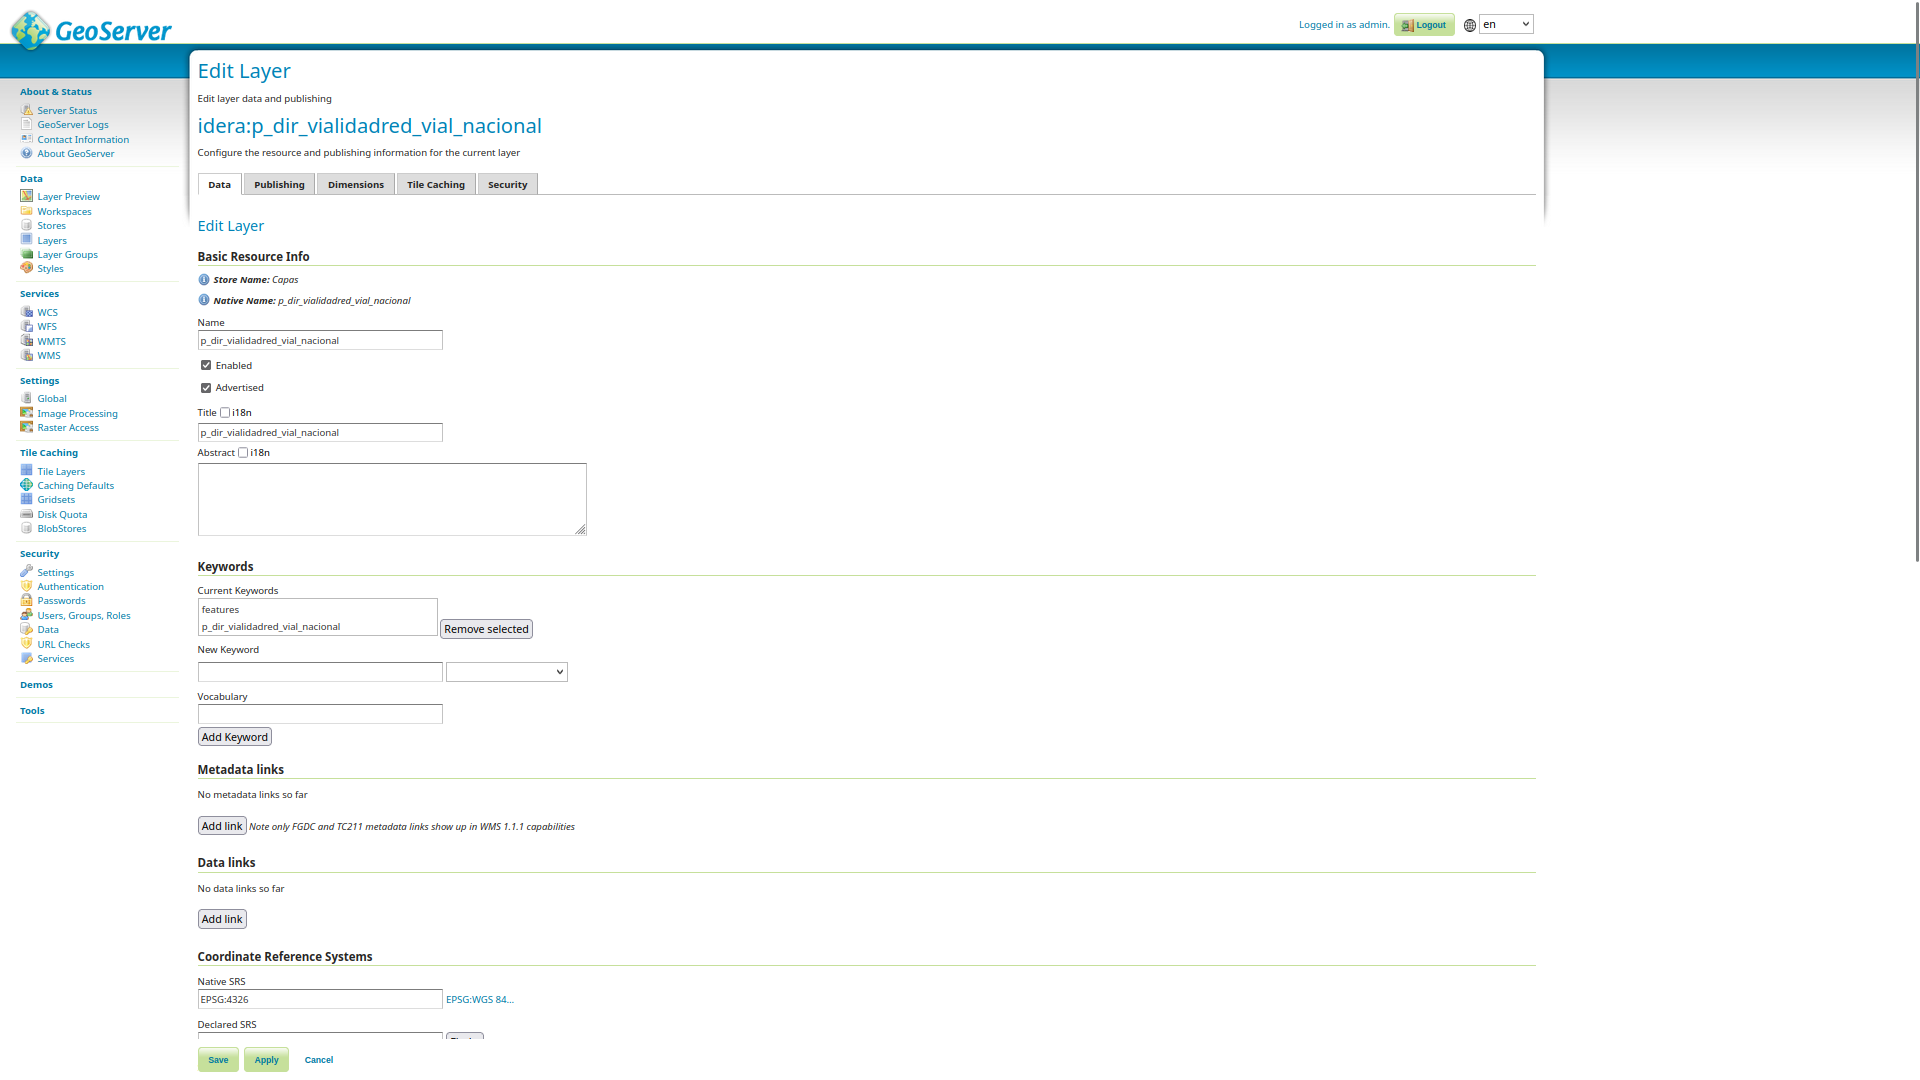 GeoServer
Logged in as admin.
Logout
en
About & Status
Server Status
GeoServer Logs
Contact Information
About GeoServer
Data
Layer Preview
Workspaces
Stores
Layers
Layer Groups
Styles
Services
WCS
WFS
WMTS
WMS
Settings
Global
Image Processing
Raster Access
Tile Caching
Tile Layers
Caching Defaults
Gridsets
Disk Quota
BlobStores
Security
Settings
Authentication
Passwords
Users, Groups, Roles
Data
URL Checks
Services
Demos
Tools
Edit Layer
Edit layer data and publishing
idera:p_dir_vialidadred_vial_nacional
Configure the resource and publishing information for the current layer
Data Publishing Dimensions Tile Caching Security
Edit Layer
Basic Resource Info
Store Name: Capas
Native Name: p_dir_vialidadred_vial_nacional
Name
p_dir_vialidadred_vial_nacional
Enabled
Advertised
Title i18n
p_dir_vialidadred_vial_nacional
Abstract i18n
Keywords
Current Keywords
features
p_dir_vialidadred_vial_nacional
Remove selected
New Keyword
Vocabulary
Add Keyword
Metadata links
No metadata links so far
Add link Note only FGDC and TC211 metadata links show up in WMS 1.1.1 capabilities
Data links
No data links so far
Add link
Coordinate Reference Systems
Native SRS
EPSG:4326 EPSG:WGS 84...
Declared SRS
Save Apply Cancel